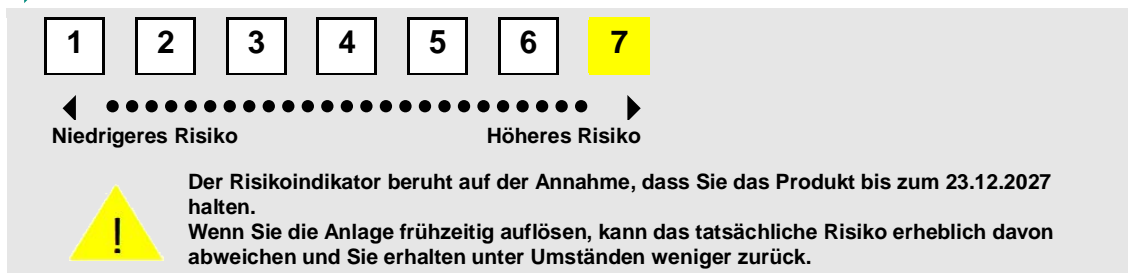 1 2 3 4 5 6 7
Niedrigeres Risiko Höheres Risiko
! Der Risikoindikator beruht auf der Annahme, dass Sie das Produkt bis zum 23.12.2027
halten.
Wenn Sie die Anlage frühzeitig auflösen, kann das tatsächliche Risiko erheblich davon
abweichen und Sie erhalten unter Umständen weniger zurück.